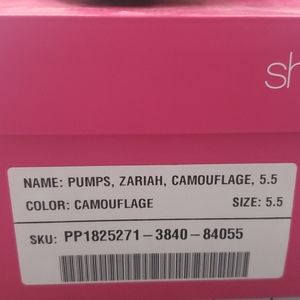 sh
NAME: PUMPS, ZARIAH, CAMOUFLAGE, 5.5
COLOR: CAMOUFLAGE SIZE: 5.5
SKU: PP1825271-3840-84055